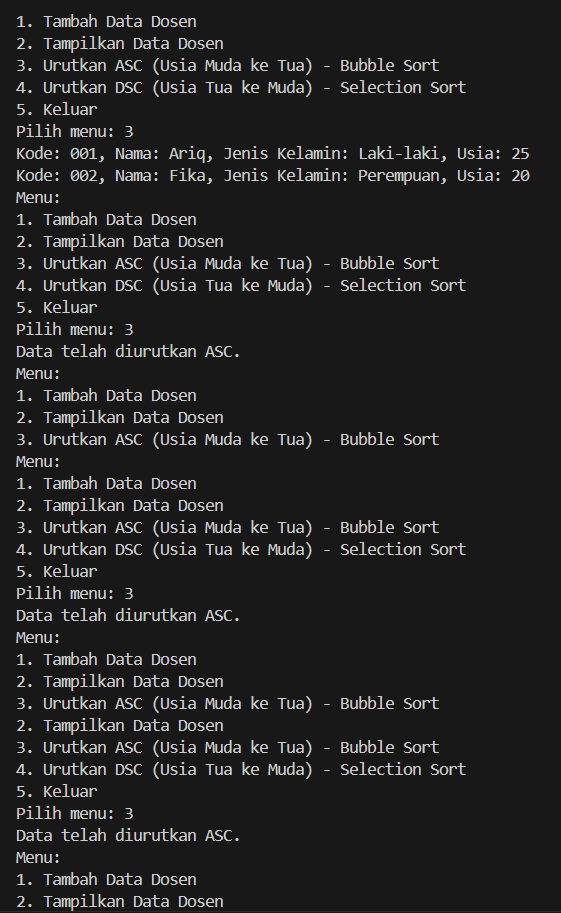 1. Tambah Data Dosen
2. Tampilkan Data Dosen
3. Urutkan ASC (Usia Muda ke Tua) - Bubble Sort
4. Urutkan DSC (Usia Tua ke Muda) - Selection Sort
5. Keluar
Pilih menu: 3
Kode: 001, Nama: Ariq, Jenis Kelamin: Laki-laki, Usia: 25
Kode: 002, Nama: Fika, Jenis Kelamin: Perempuan, Usia: 20
Menu:
1. Tambah Data Dosen
2. Tampilkan Data Dosen
3. Urutkan ASC (Usia Muda ke Tua) - Bubble Sort
4. Urutkan DSC (Usia Tua ke Muda) - Selection Sort
5. Keluar
Pilih menu: 3
Data telah diurutkan ASC.
Menu:
1. Tambah Data Dosen
2. Tampilkan Data Dosen
3. Urutkan ASC (Usia Muda ke Tua) - Bubble Sort
Menu:
1. Tambah Data Dosen
2. Tampilkan Data Dosen
3. Urutkan ASC (Usia Muda ke Tua) - Bubble Sort
4. Urutkan DSC (Usia Tua ke Muda) - Selection Sort
5. Keluar
Pilih menu: 3
Data telah diurutkan ASC.
Menu:
1. Tambah Data Dosen
2. Tampilkan Data Dosen
3. Urutkan ASC (Usia Muda ke Tua) - Bubble Sort
2. Tampilkan Data Dosen
3. Urutkan ASC (Usia Muda ke Tua) - Bubble Sort
4. Urutkan DSC (Usia Tua ke Muda) - Selection Sort
5. Keluar
Pilih menu: 3
Data telah diurutkan ASC.
Menu:
1. Tambah Data Dosen
2. Tampilkan Data Dosen